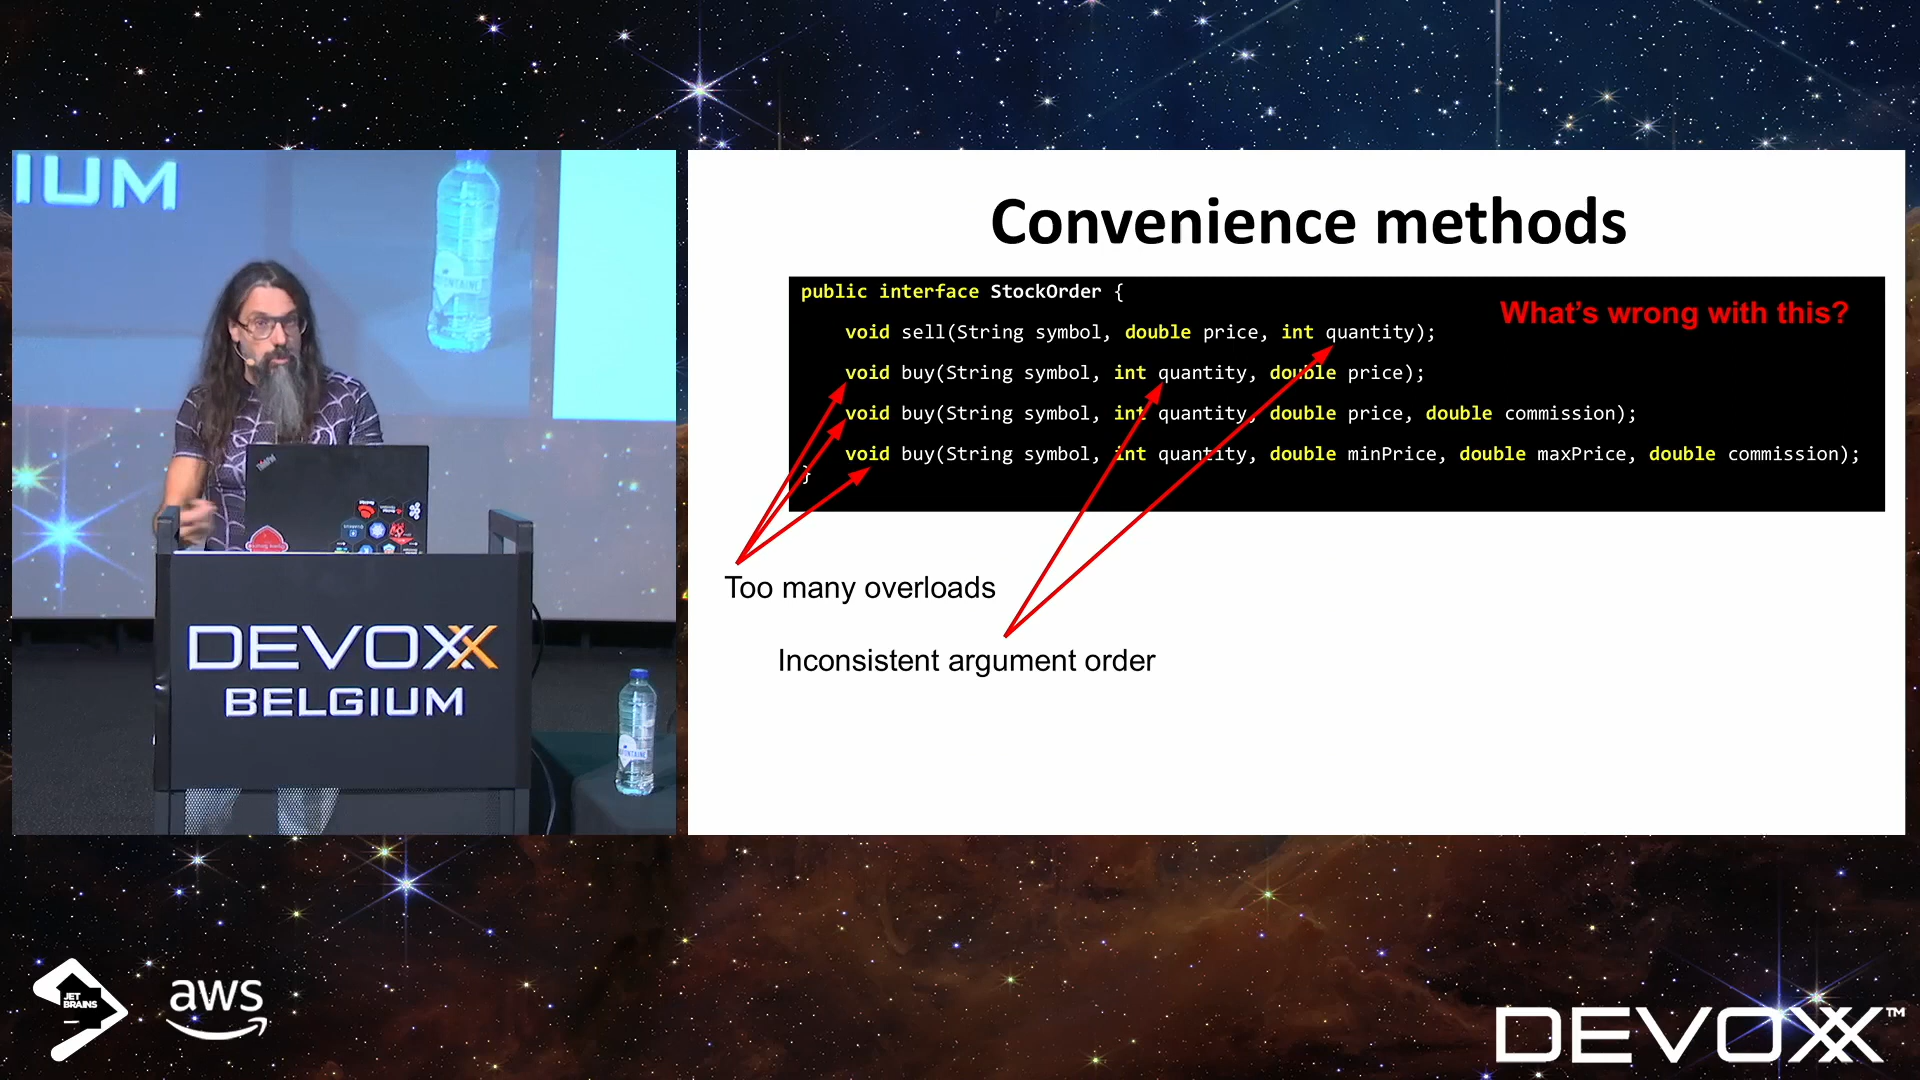 IUM
DEVOXX
BELGIUM
Convenience methods
What's wrong with this?
public interface StockOrder {
void sell(String symbol, double price, int quantity);
void buy(String symbol, int quantity, double price);
void buy(String symbol, int quantity, double price, double commission);
void buy(String symbol, int quantity, double minPrice, double maxPrice, double commission);
}
Too many overloads
Inconsistent argument order
JET
BRAINS
aws
DEVOXX™